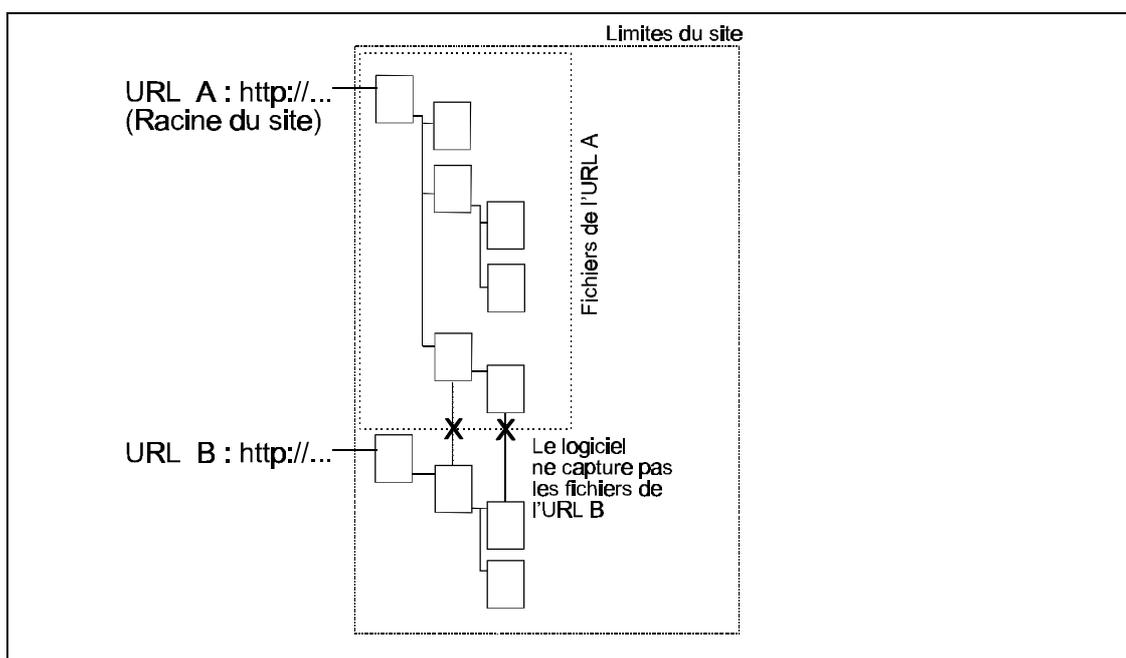 Limites du site
URL A : http://...
(Racine du site)
Fichiers de l'URL A
X X
URL B : http://...
Le logiciel
ne capture pas
les fichiers de
l'URL B